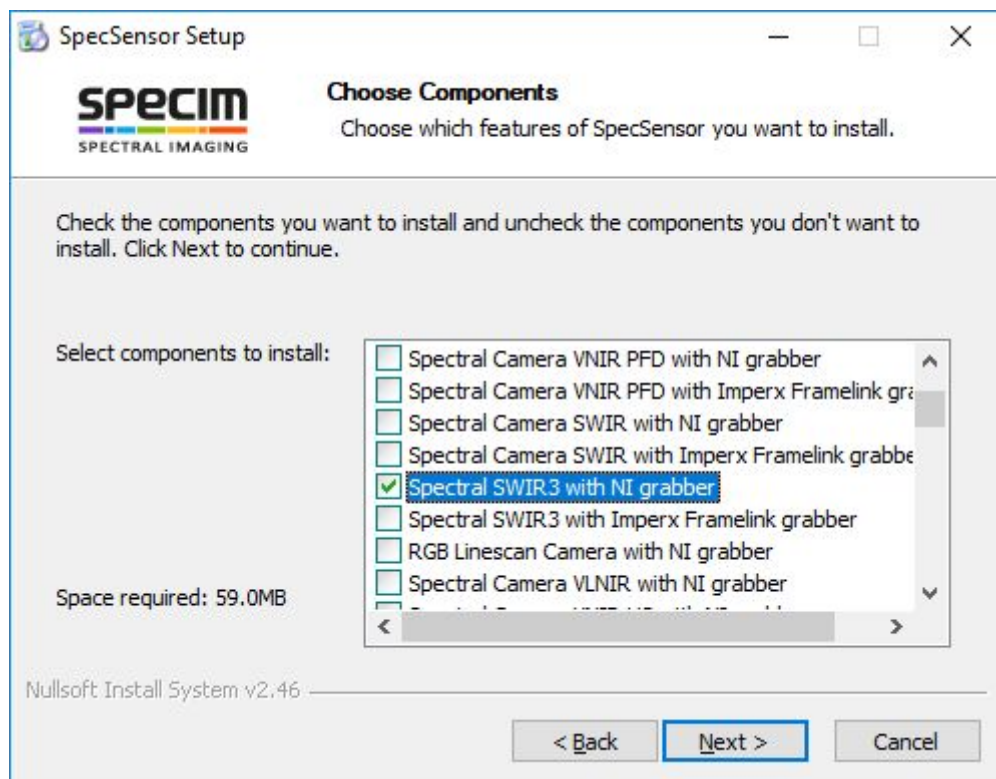 SpecSensor Setup
SPECIM
SPECTRAL IMAGING
Choose Components
Choose which features of SpecSensor you want to install.
Check the components you want to install and uncheck the components you don't want to
install. Click Next to continue.
Select components to install:
Spectral Camera VNIR PFD with NI grabber
Spectral Camera VNIR PFD with Imperx Framelink gra
Spectral Camera SWIR with NI grabber
Spectral Camera SWIR with Imperx Framelink grabbe
Spectral SWIR3 with NI grabber
Spectral SWIR3 with Imperx Framelink grabber
RGB Linescan Camera with NI grabber
Spectral Camera VLNIR with NI grabber
Space required: 59.0MB
Nullsoft Install System v2.46
< Back
Next >
Cancel